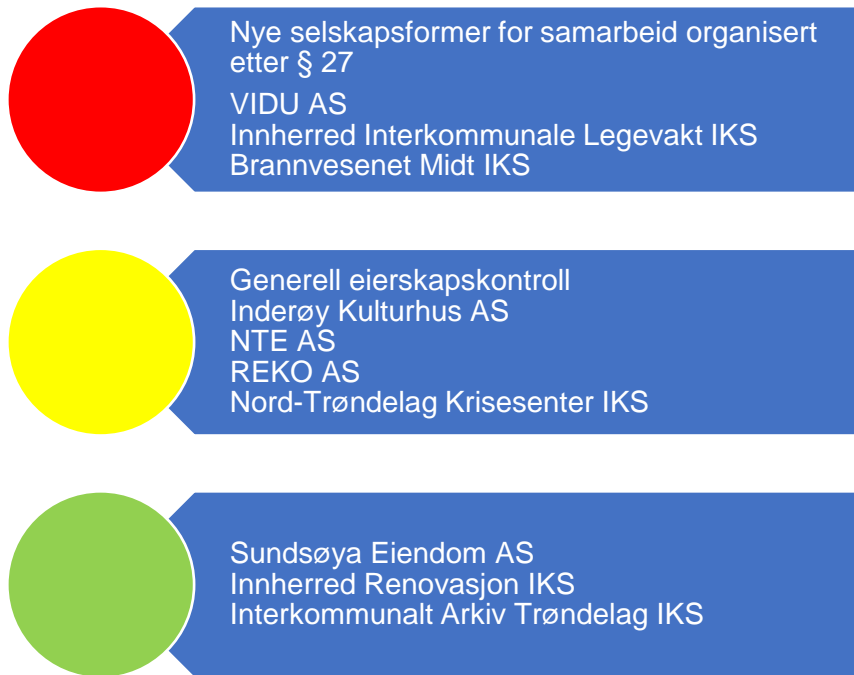 Nye selskapsformer for samarbeid organisert
etter § 27
VIDU AS
Innherred Interkommunale Legevakt IKS
Brannvesenet Midt IKS
Generell eierskapskontroll
Inderøy Kulturhus AS
NTE AS
REKO AS
Nord-Trøndelag Krisesenter IKS
Sundsøya Eiendom AS
Innherred Renovasjon IKS
Interkommunalt Arkiv Trøndelag IKS